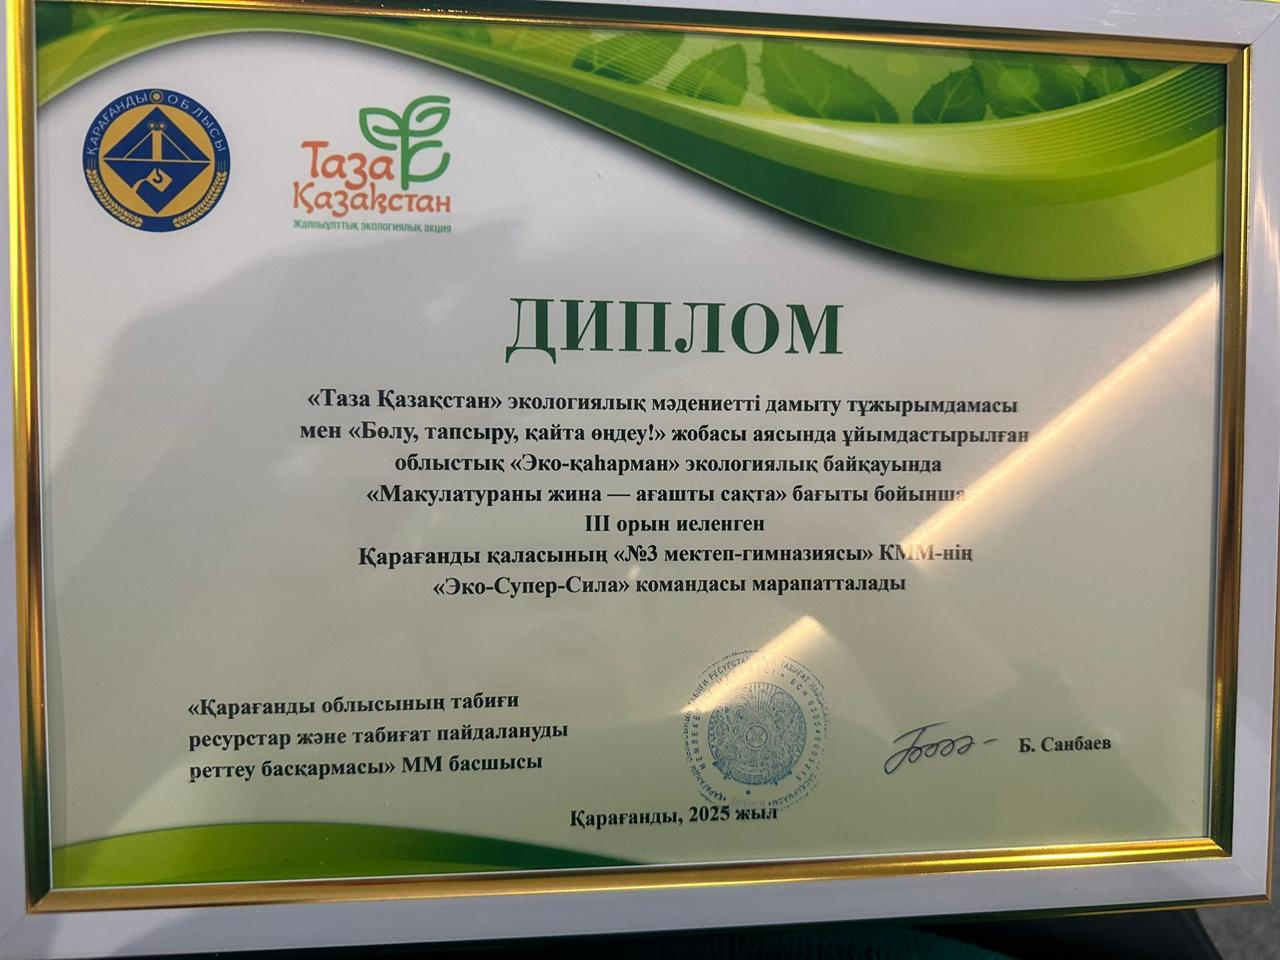 ҚАРАҒАНДЫ ОБЛЫСЫ
Таза
Қазақстан
Жалпыұлттық экологиялық акция
ДИПЛОМ
«Таза Қазақстан» экологиялық мәдениетті дамыту тұжырымдамасы
мен «Бөлу, тапсыру, қайта өңдеу!» жобасы аясында ұйымдастырылған
облыстық «Эко-қаһарман» экологиялық байқауында
«Макулатураны жина — ағашты сақта» бағыты бойынша
III орын иеленген
Қарағанды қаласының «№3 мектеп-гимназиясы» КММ-нің
«Эко-Супер-Сила» командасы марапатталады
«Қарағанды облысының табиғи
ресурстар және табиғат пайдалануды
реттеу басқармасы» ММ басшысы
Б. Санбаев
Қарағанды, 2025 жыл